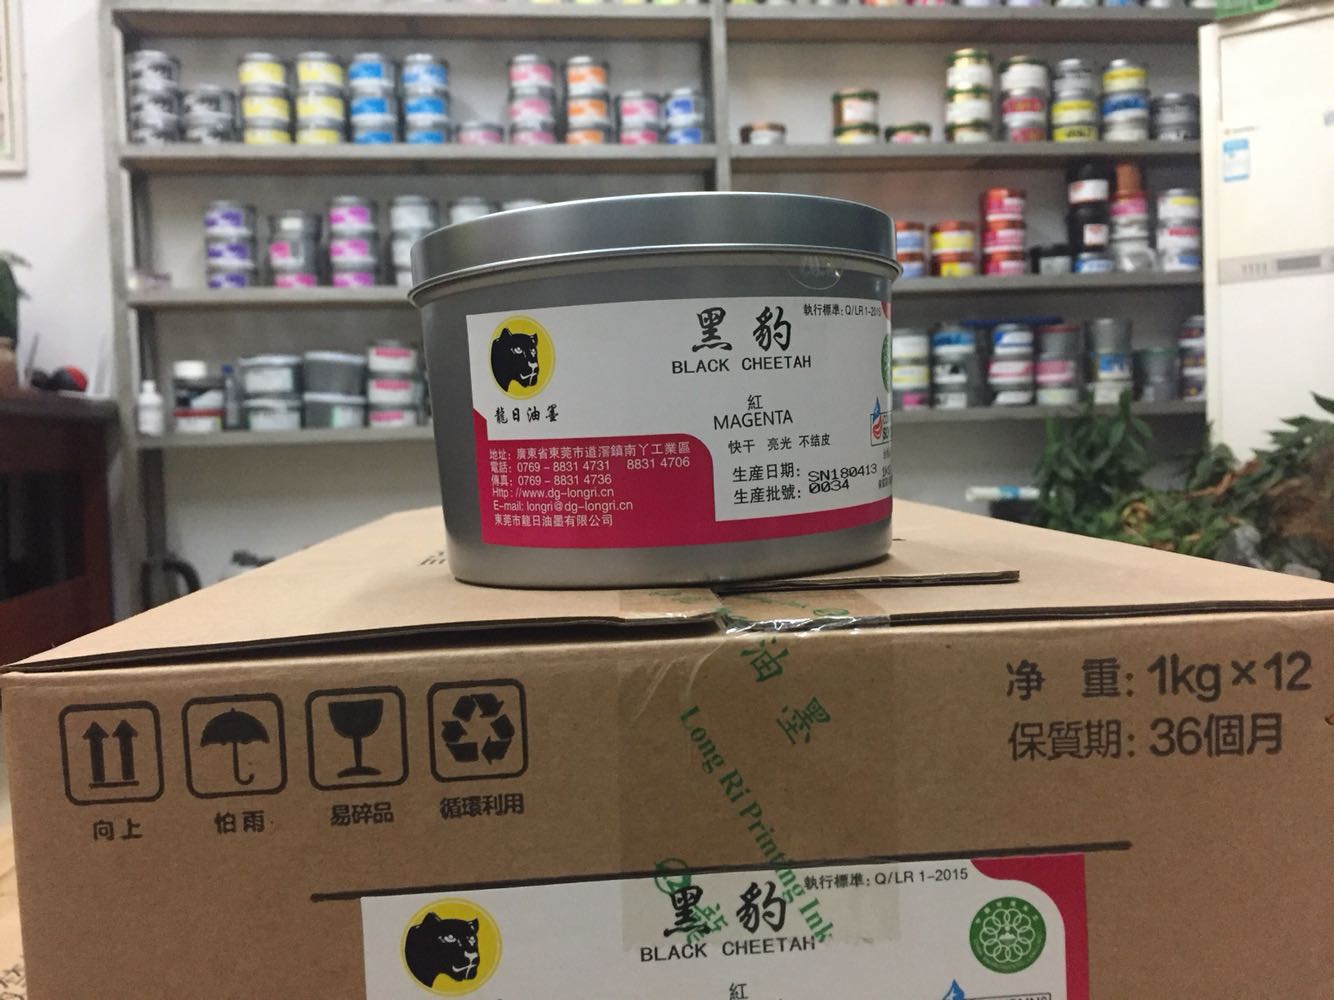 執行標準: Q/LR 1-2015
黑豹
BLACK CHEETAH
龍日油墨
紅
MAGENTA
快干 亮光 不结皮
地址: 廣東省東莞市道滘鎮南丫工業區
電話: 0769-8831 4731 8831 4706
傳真: 0769-8831 4736
Http://www.dg-longri.cn
E-mail: longri@dg-longri.cn
東莞市龍日油墨有限公司
生產日期: SN180413
生產批號: 0034
净 重: 1kg×12
保質期: 36個月
向上
怕雨
易碎品
循環利用
油墨
Long Ri Printing Ink
龍
執行標準: Q/LR 1-2015
黑豹
BLACK CHEETAH
紅